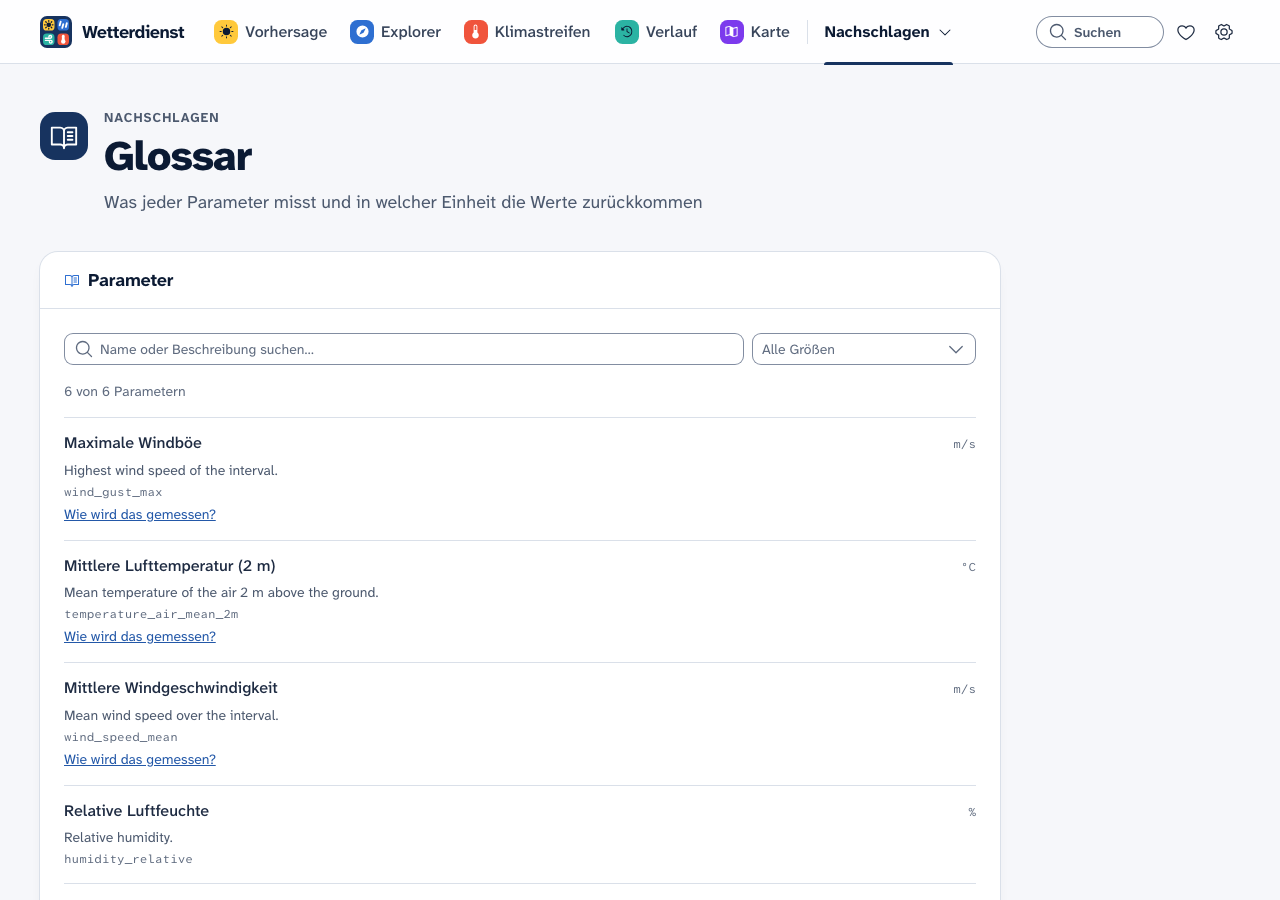 Wetterdienst
Vorhersage
Explorer
Klimastreifen
Verlauf
Karte
Nachschlagen
Suchen
NACHSCHLAGEN
Glossar
Was jeder Parameter misst und in welcher Einheit die Werte zurückkommen
Parameter
Name oder Beschreibung suchen...
Alle Größen
6 von 6 Parametern
Maximale Windböe
m/s
Highest wind speed of the interval.
wind_gust_max
Wie wird das gemessen?
Mittlere Lufttemperatur (2 m)
°C
Mean temperature of the air 2 m above the ground.
temperature_air_mean_2m
Wie wird das gemessen?
Mittlere Windgeschwindigkeit
m/s
Mean wind speed over the interval.
wind_speed_mean
Wie wird das gemessen?
Relative Luftfeuchte
%
Relative humidity.
humidity_relative